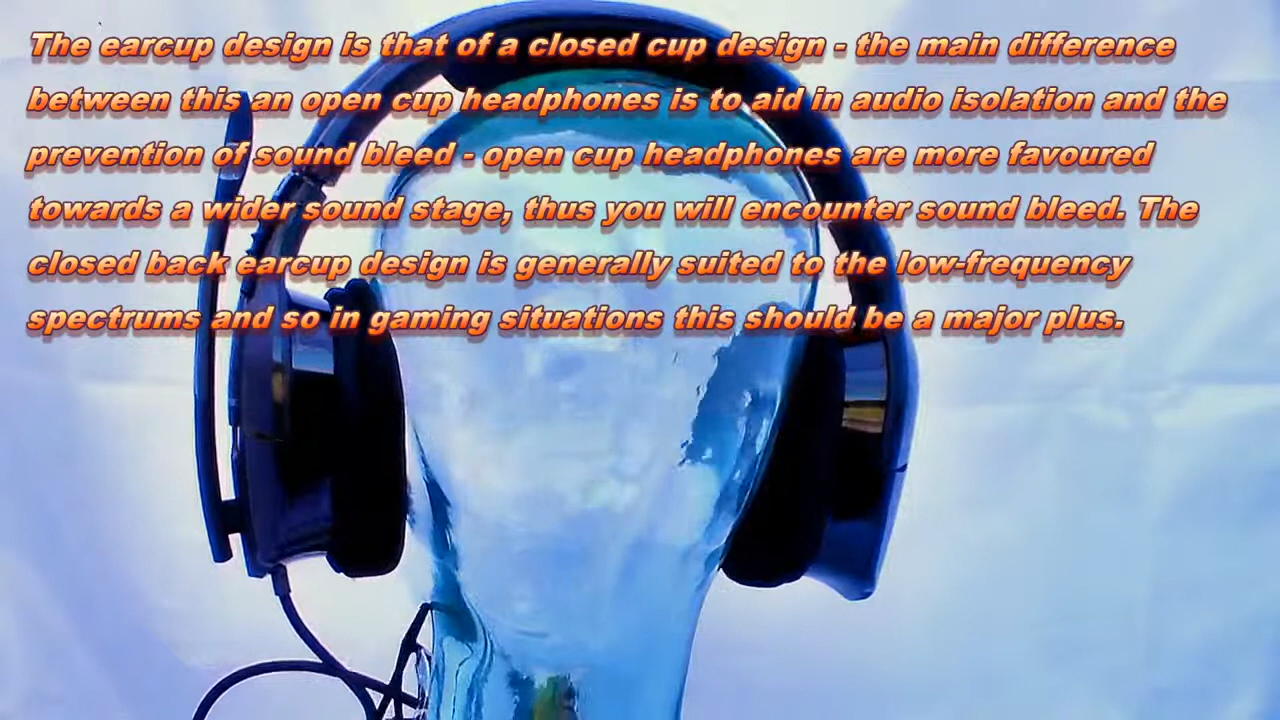 The earcup design is that of a closed cup design - the main difference
between this an open cup headphones is to aid in audio isolation and the
prevention of sound bleed - open cup headphones are more favoured
towards a wider sound stage, thus you will encounter sound bleed. The
closed back earcup design is generally suited to the low-frequency
spectrums and so in gaming situations this should be a major plus.